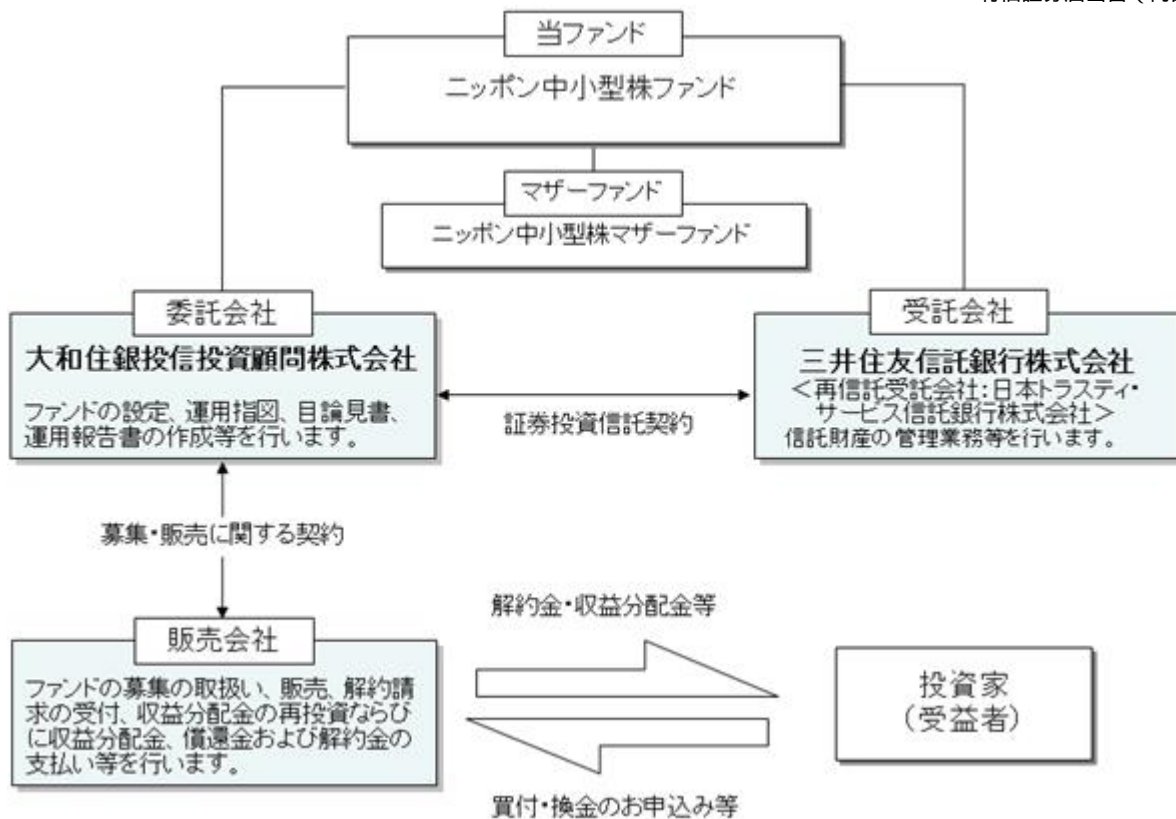 当ファンド
ニッポン中小型株ファンド
マザーファンド
ニッポン中小型株マザーファンド
委託会社
大和住銀投信投資顧問株式会社
ファンドの設定、運用指図、目論見書、
運用報告書の作成等を行います。
証券投資信託契約
受託会社
三井住友信託銀行株式会社
＜再信託受託会社：日本トラスティ・
サービス信託銀行株式会社＞
信託財産の管理業務等を行います。
募集・販売に関する契約
販売会社
ファンドの募集の取扱い、販売、解約請
求の受付、収益分配金の再投資ならび
に収益分配金、償還金および解約金の
支払い等を行います。
解約金・収益分配金等
買付・換金のお申込み等
投資家
（受益者）